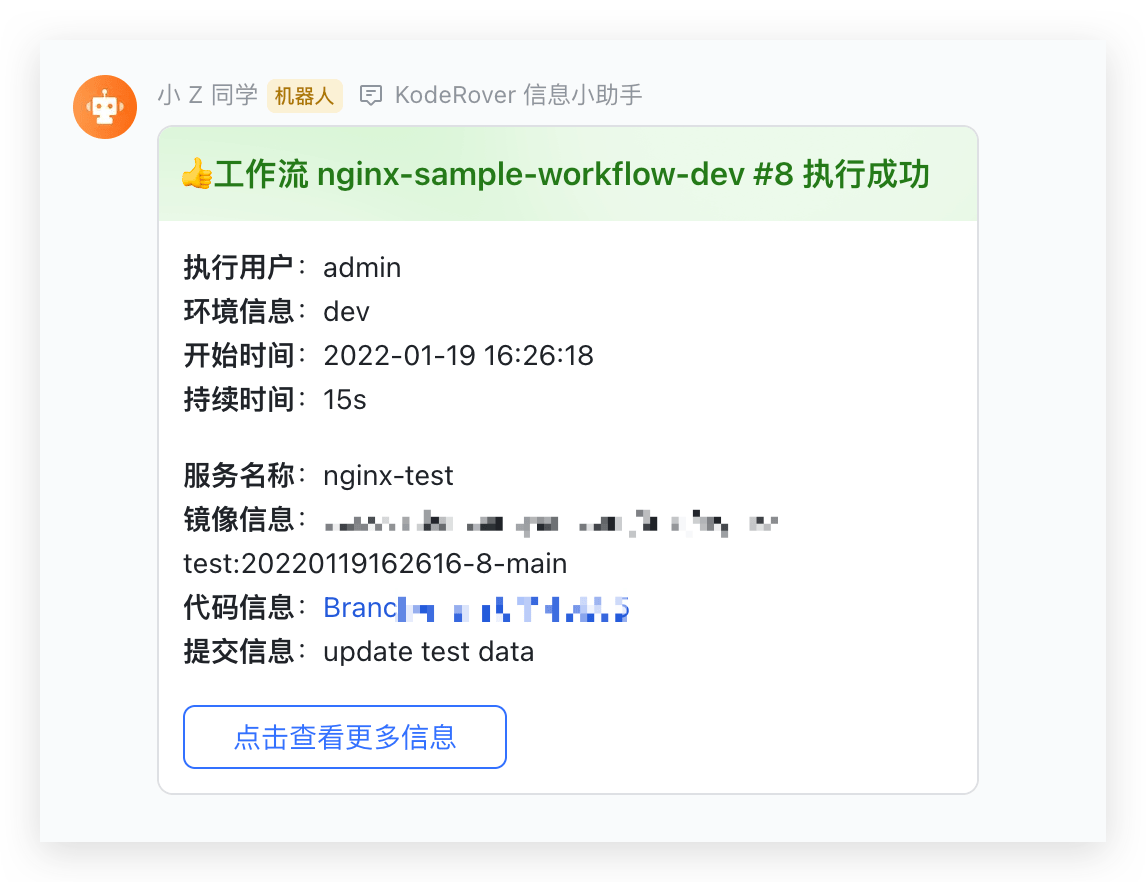 小 Z 同学 机器人 KodeRover 信息小助手
👍工作流 nginx-sample-workflow-dev #8 执行成功
执行用户：admin
环境信息：dev
开始时间：2022-01-19 16:26:18
持续时间：15s
服务名称：nginx-test
镜像信息：
test:20220119162616-8-main
代码信息：
提交信息：update test data
点击查看更多信息